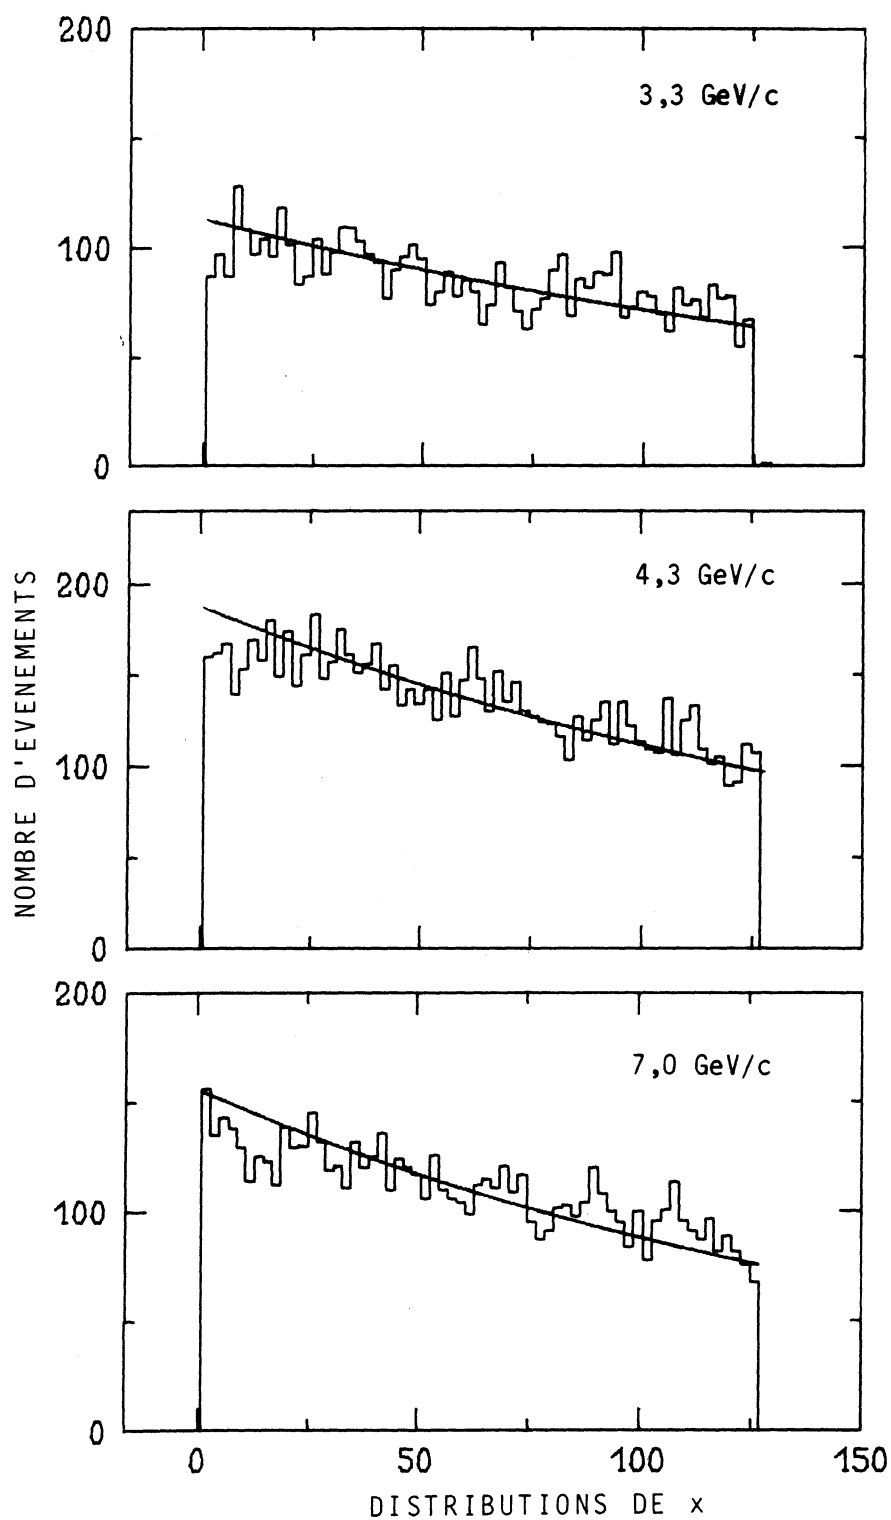 200
3,3 GeV/c
100
0
NOMBRE D'EVENEMENTS
200
4,3 GeV/c
100
0
200
7,0 GeV/c
100
0
0 50 100 150
DISTRIBUTIONS DE x